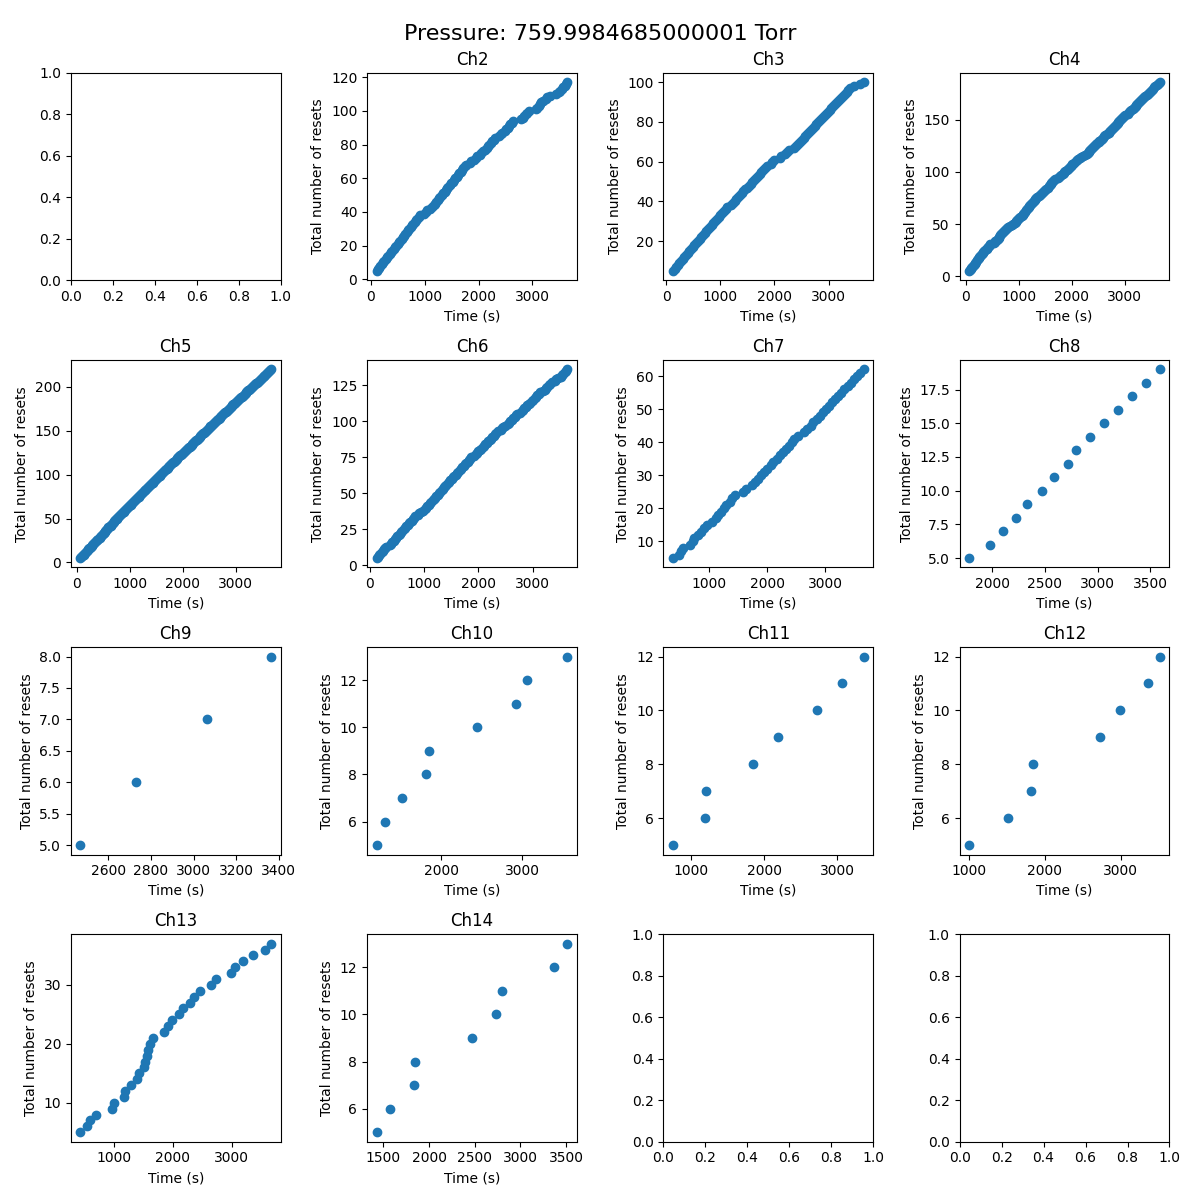 Pressure: 759.9984685000001 Torr
Ch2
Ch3
Ch4
1.0
0.8
0.6
0.4
0.2
0.0
0.0 0.2 0.4 0.6 0.8 1.0
Total number of resets
120
100
80
60
40
20
0
0 1000 2000 3000
Time (s)
Total number of resets
100
80
60
40
20
0 1000 2000 3000
Time (s)
Total number of resets
150
100
50
0
0 1000 2000 3000
Time (s)
Ch5
Total number of resets
200
150
100
50
0
0 1000 2000 3000
Time (s)
Ch6
Total number of resets
125
100
75
50
25
0
0 1000 2000 3000
Time (s)
Ch7
Total number of resets
60
50
40
30
20
10
1000 2000 3000
Time (s)
Ch8
Total number of resets
17.5
15.0
12.5
10.0
7.5
5.0
2000 2500 3000 3500
Time (s)
Ch9
Total number of resets
8.0
7.5
7.0
6.5
6.0
5.5
5.0
2600 2800 3000 3200 3400
Time (s)
Ch10
Total number of resets
12
10
8
6
2000 3000
Time (s)
Ch11
Total number of resets
12
10
8
6
1000 2000 3000
Time (s)
Ch12
Total number of resets
12
10
8
6
1000 2000 3000
Time (s)
Ch13
Total number of resets
30
20
10
1000 2000 3000
Time (s)
Ch14
Total number of resets
12
10
8
6
1500 2000 2500 3000 3500
Time (s)
1.0
0.8
0.6
0.4
0.2
0.0
0.0 0.2 0.4 0.6 0.8 1.0
1.0
0.8
0.6
0.4
0.2
0.0
0.0 0.2 0.4 0.6 0.8 1.0